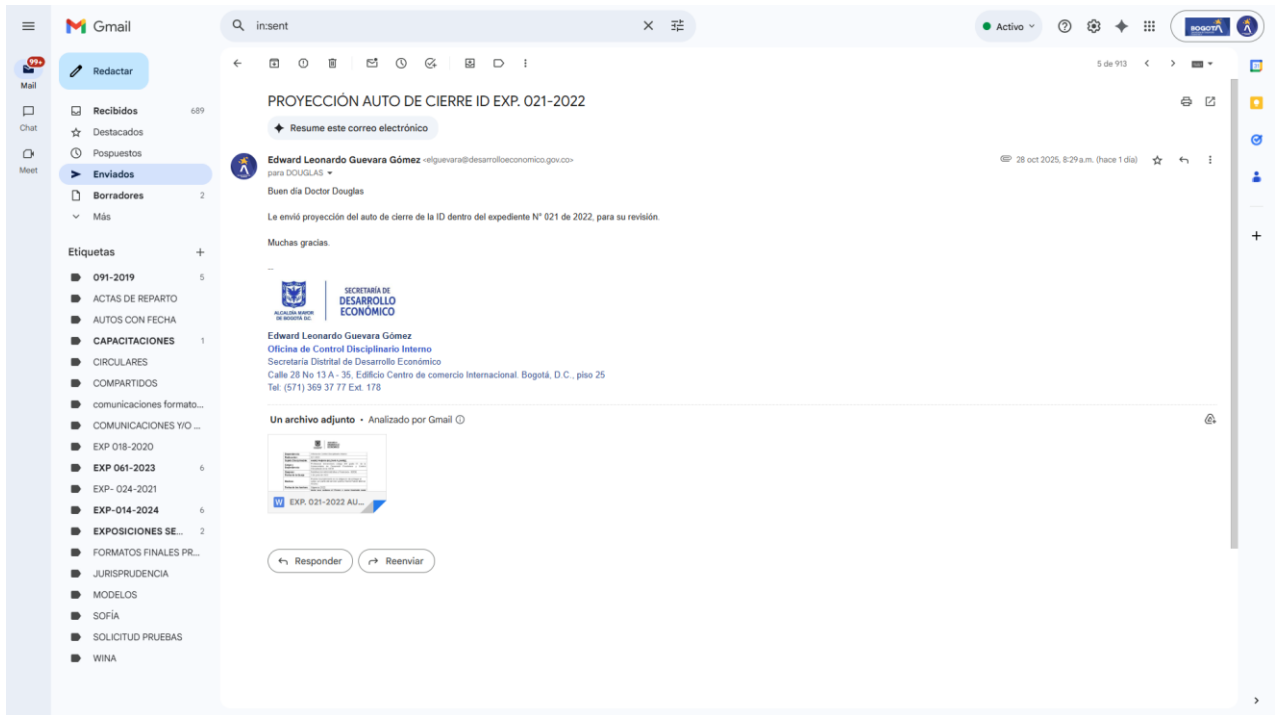 Gmail
in:sent
Activo
BOGOTÁ
99+
Mail
Chat
Meet
Redactar
Recibidos 689
Destacados
Pospuestos
Enviados
Borradores 2
Más
Etiquetas
091-2019 5
ACTAS DE REPARTO
AUTOS CON FECHA
CAPACITACIONES 1
CIRCULARES
COMPARTIDOS
comunicaciones formato...
COMUNICACIONES Y/O ...
EXP 018-2020
EXP 061-2023 6
EXP- 024-2021
EXP-014-2024 6
EXPOSICIONES SE... 2
FORMATOS FINALES PR...
JURISPRUDENCIA
MODELOS
SOFÍA
SOLICITUD PRUEBAS
WINA
5 de 913
PROYECCIÓN AUTO DE CIERRE ID EXP. 021-2022
Resume este correo electrónico
Edward Leonardo Guevara Gómez <elguevara@desarrolloeconomico.gov.co>
28 oct 2025, 8:29 a.m. (hace 1 día)
para DOUGLAS
Buen día Doctor Douglas
Le envió proyección del auto de cierre de la ID dentro del expediente N° 021 de 2022, para su revisión.
Muchas gracias.
--
ALCALDÍA MAYOR
DE BOGOTÁ D.C.
SECRETARÍA DE
DESARROLLO
ECONÓMICO
Edward Leonardo Guevara Gómez
Oficina de Control Disciplinario Interno
Secretaría Distrital de Desarrollo Económico
Calle 28 No 13 A - 35, Edificio Centro de comercio Internacional. Bogotá, D.C., piso 25
Tel: (571) 369 37 77 Ext. 178
Un archivo adjunto • Analizado por Gmail
W EXP. 021-2022 AU...
Responder
Reenviar